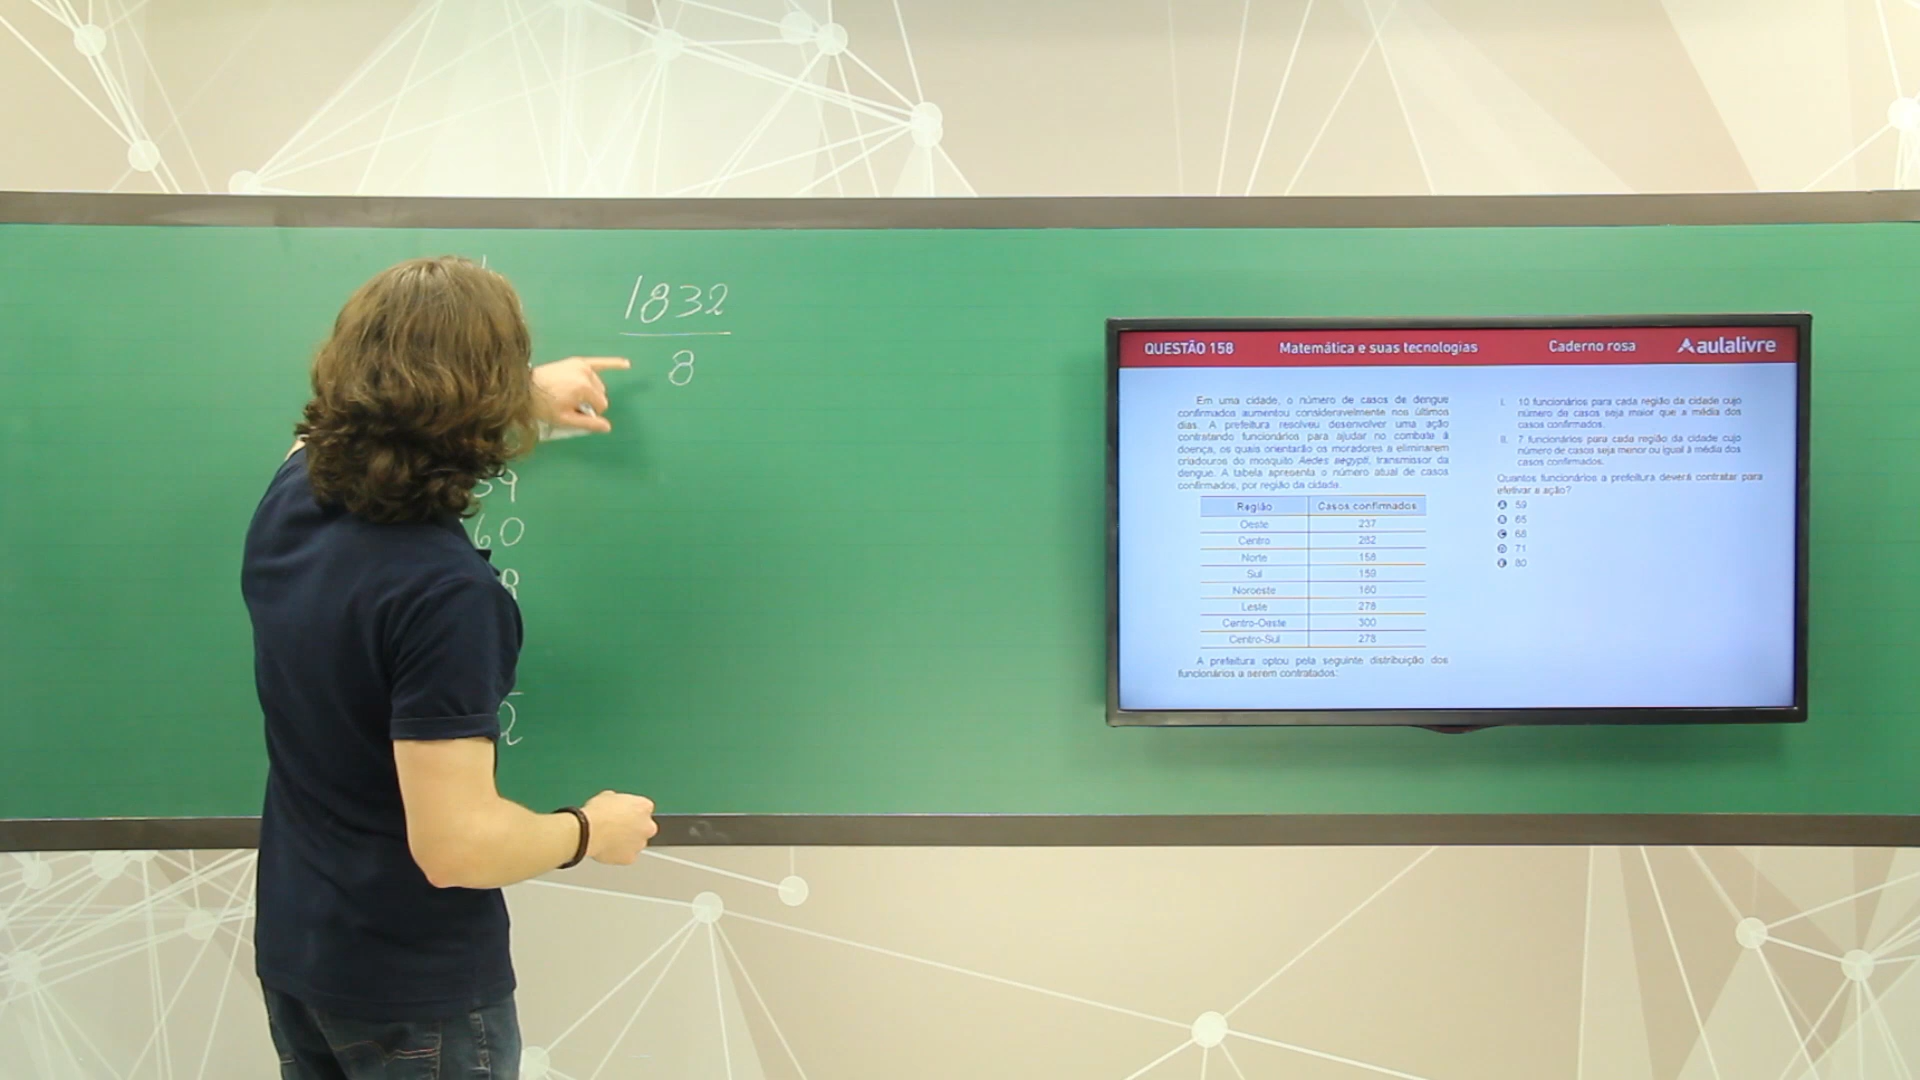 1832
8
39
60
8
2
QUESTÃO 158 Matemática e suas tecnologias Caderno rosa aulalivre
Em uma cidade, o número de casos de dengue
confirmados aumentou consideravelmente nos últimos
dias. A prefeitura resolveu desenvolver uma ação
contratando funcionários para ajudar no combate à
doença, os quais orientarão os moradores a eliminarem
criadouros do mosquito Aedes aegypti, transmissor da
dengue. A tabela apresenta o número atual de casos
confirmados, por região da cidade.
Região Casos confirmados
Oeste 237
Centro 262
Norte 158
Sul 159
Noroeste 160
Leste 278
Centro-Oeste 300
Centro-Sul 278
A prefeitura optou pela seguinte distribuição dos
funcionários a serem contratados:
I. 10 funcionários para cada região da cidade cujo
número de casos seja maior que a média dos
casos confirmados.
II. 7 funcionários para cada região da cidade cujo
número de casos seja menor ou igual à média dos
casos confirmados.
Quantos funcionários a prefeitura deverá contratar para
efetivar a ação?
A 59
B 65
C 68
D 71
E 80